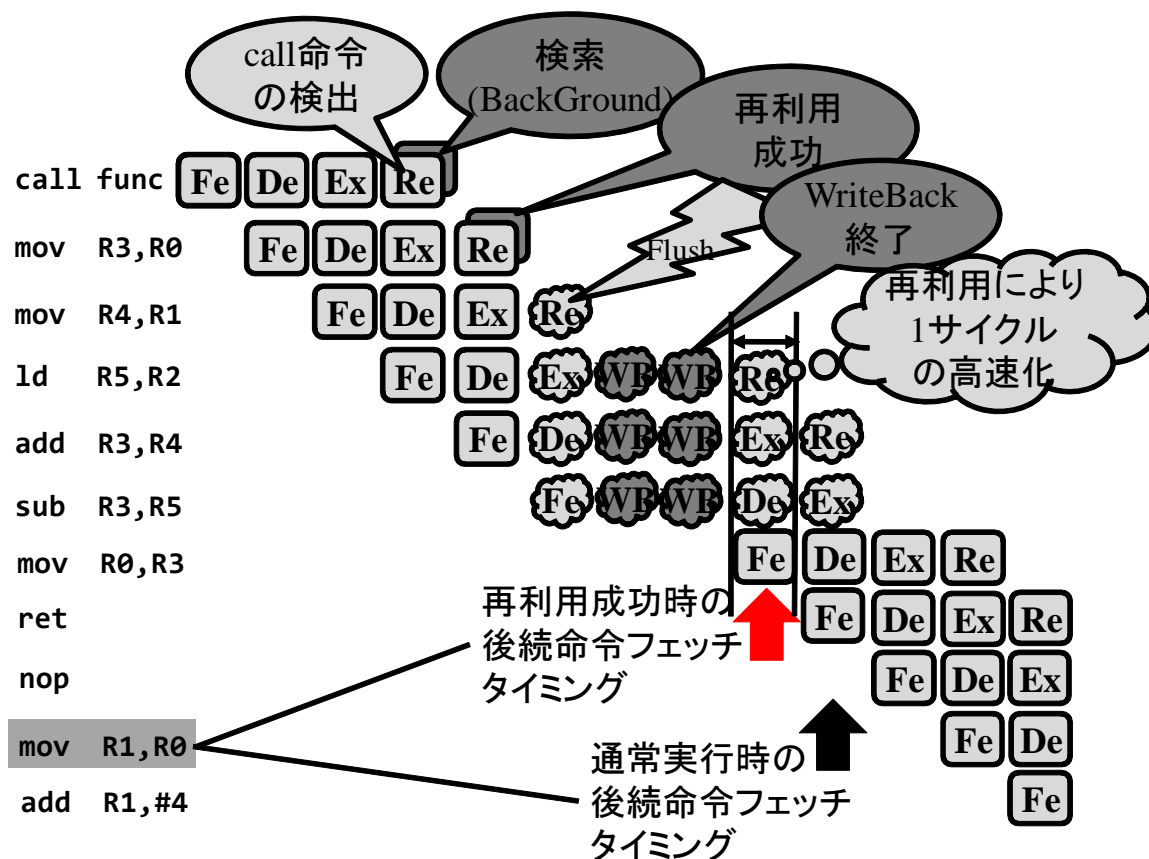 call命令
の検出
検索
(BackGround)
再利用
成功
WriteBack
終了
Flush
再利用により
1サイクル
の高速化
call func Fe De Ex Re
mov R3,R0 Fe De Ex Re
mov R4,R1 Fe De Ex Re
ld R5,R2 Fe De Ex WB WB Re
add R3,R4 Fe De WB WB Ex Re
sub R3,R5 Fe WB WB De Ex
mov R0,R3 Fe De Ex Re
ret Fe De Ex Re
nop Fe De Ex
mov R1,R0 Fe De
add R1,#4 Fe
再利用成功時の
後続命令フェッチ
タイミング
通常実行時の
後続命令フェッチ
タイミング